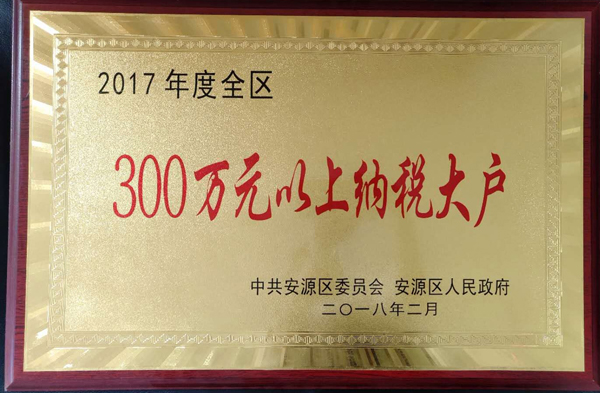 2017年度全区
300万元以上纳税大户
中共安源区委员会 安源区人民政府
二〇一八年二月